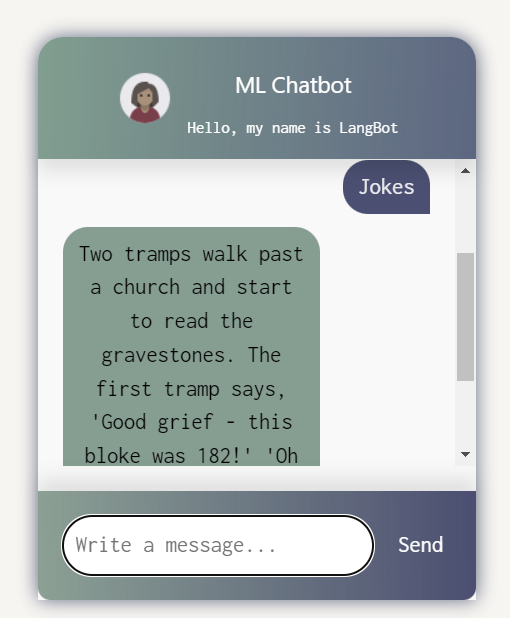 ML Chatbot
Hello, my name is LangBot
Jokes
Two tramps walk past
a church and start
to read the
gravestones. The
first tramp says,
'Good grief - this
bloke was 182!' 'Oh
Write a message...
Send